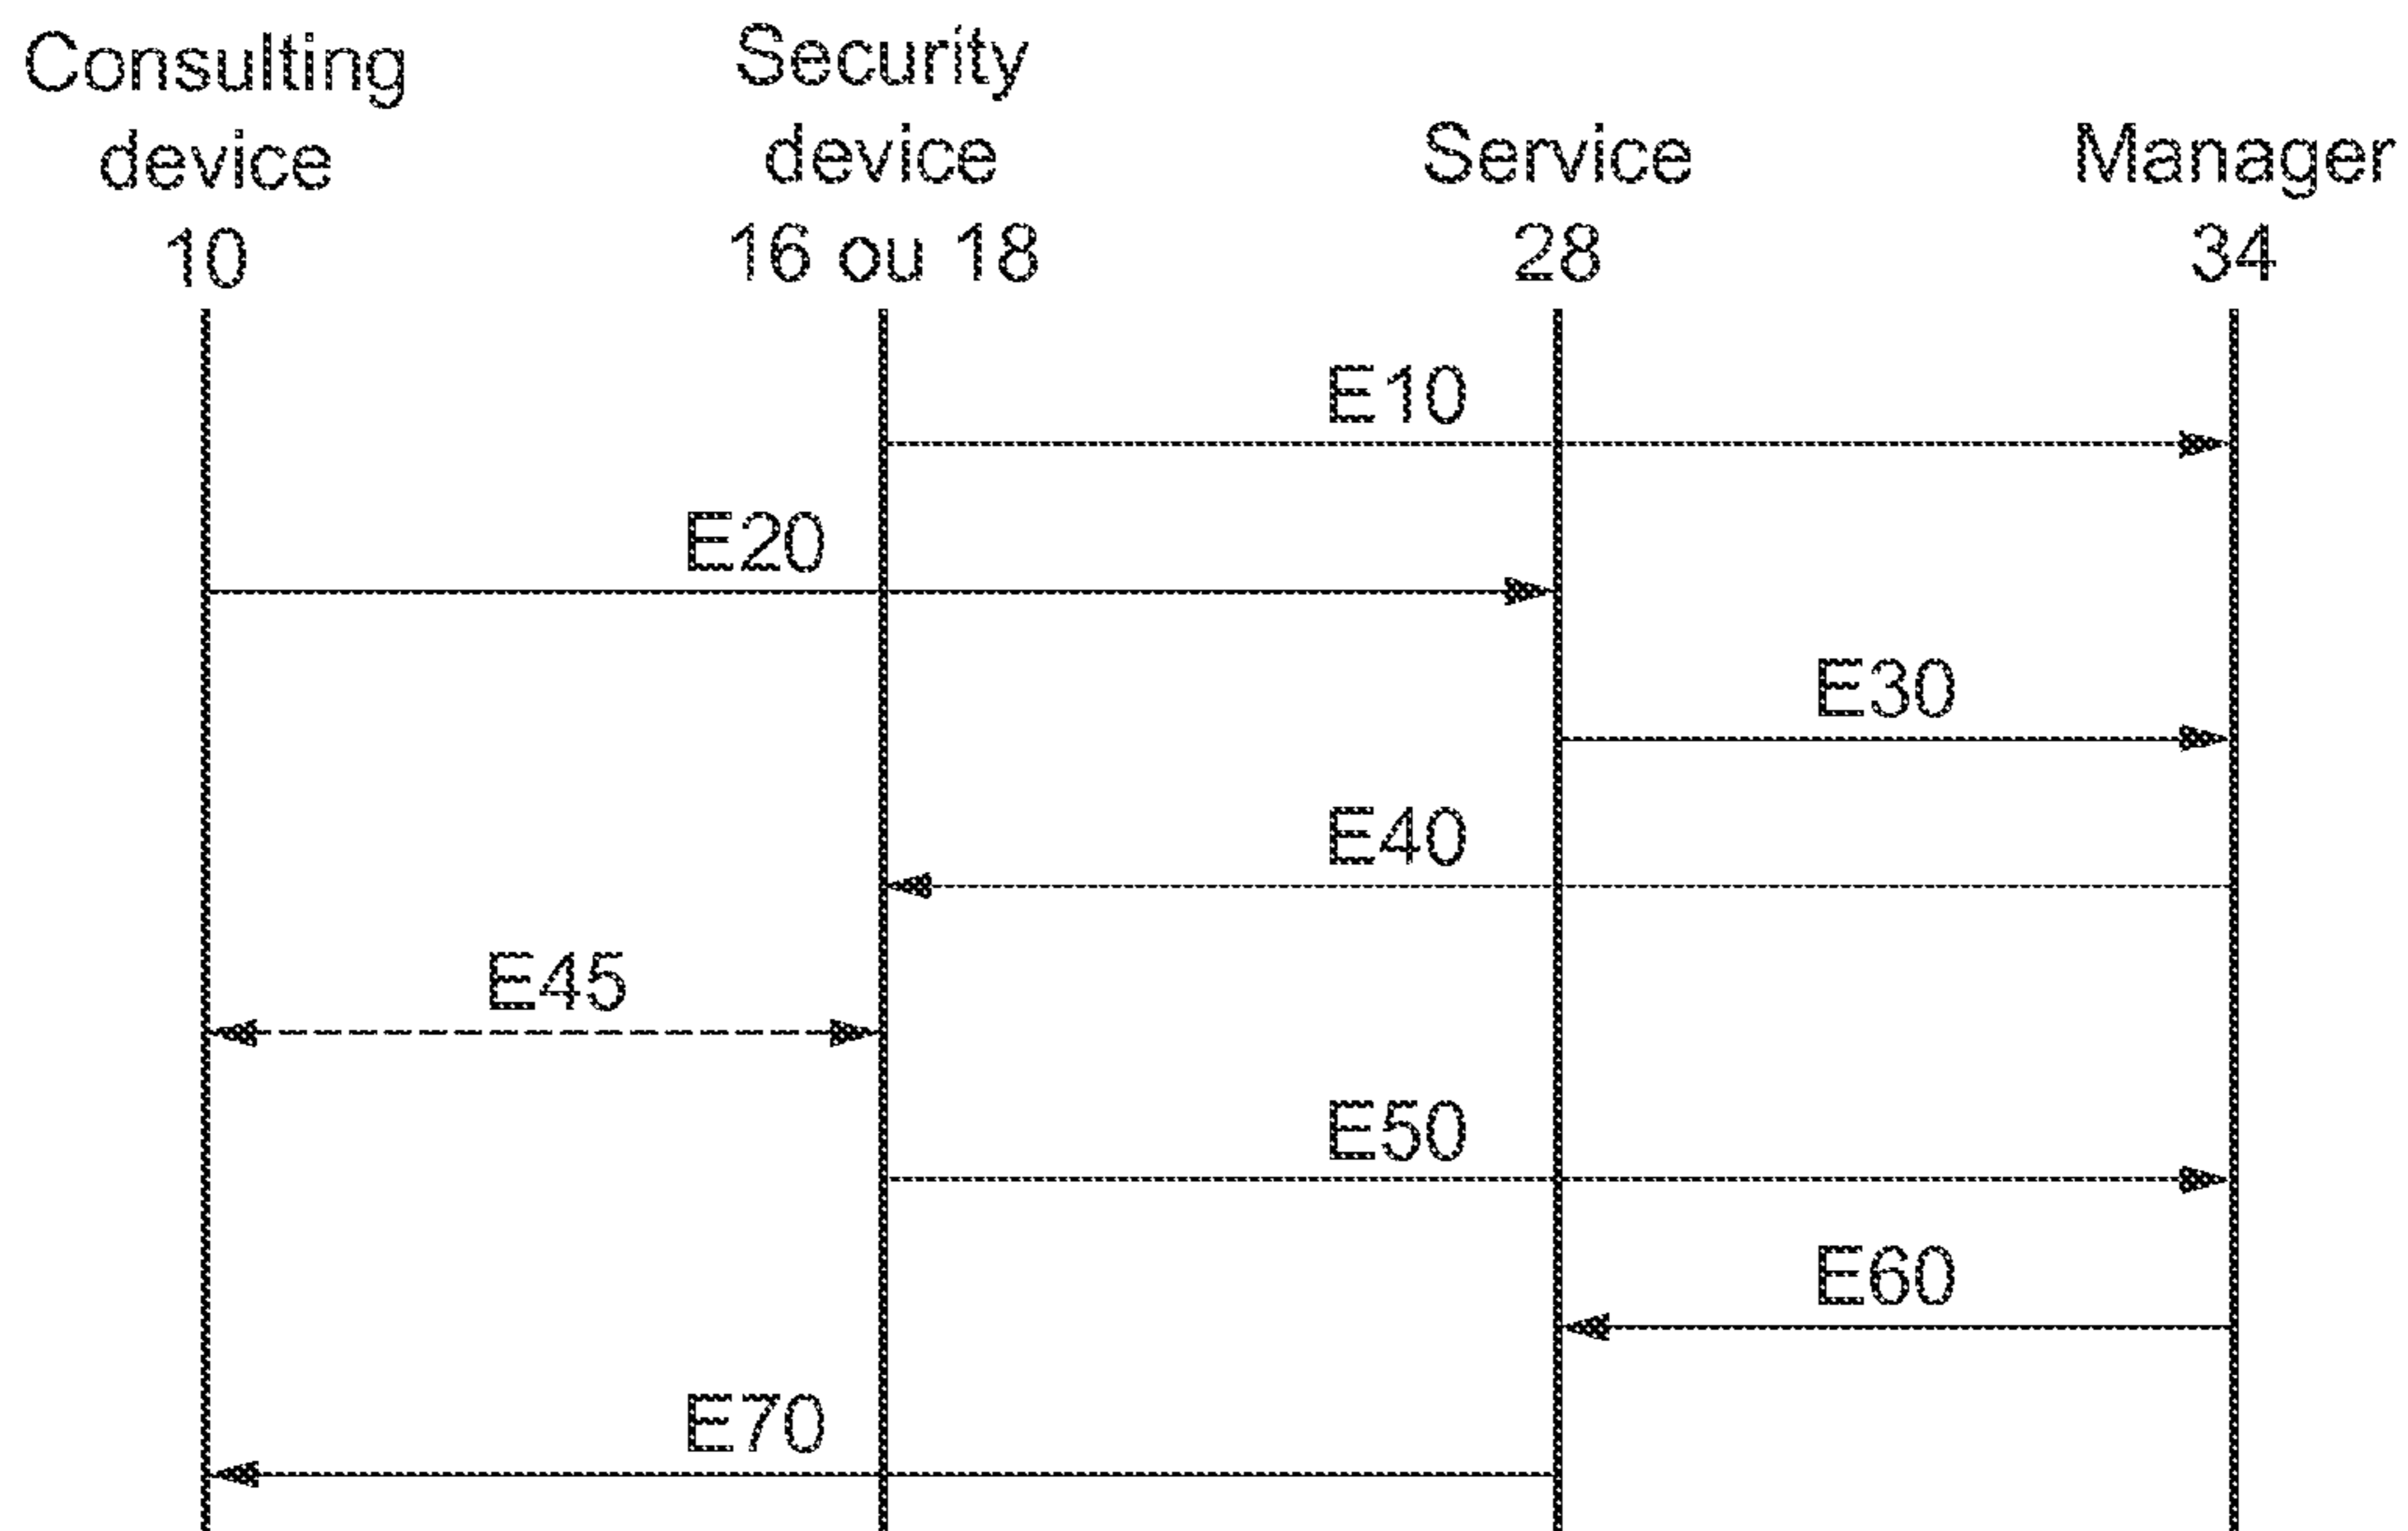 Consulting
device
10
Security
device
16 ou 18
Service
28
Manager
34
E10
E20
E30
E40
E45
E50
E60
E70